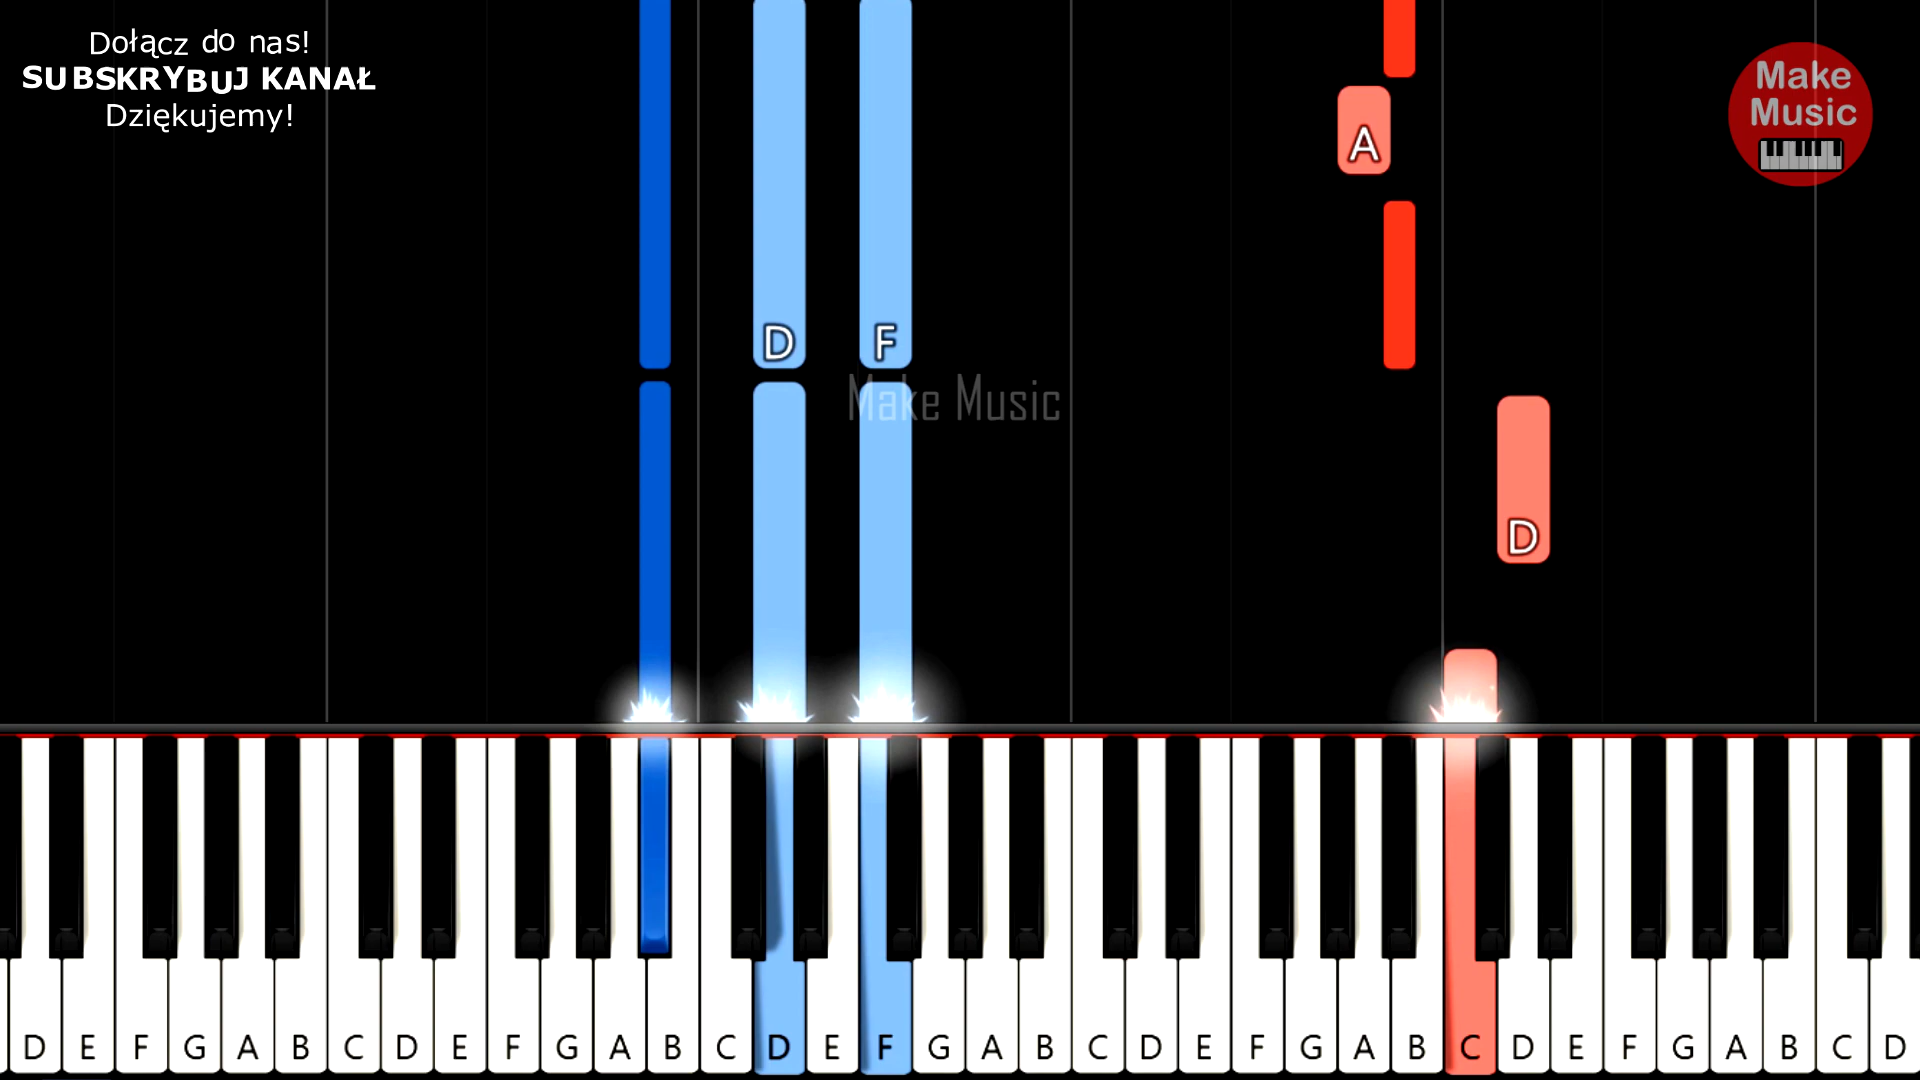 Dołącz do nas!
SUBSKRYBUJ KANAŁ
Dziękujemy!
Make
Music
A
D F
Make Music
D
D E F G A B C D E F G A B C D E F G A B C D E F G A B C D E F G A B C D